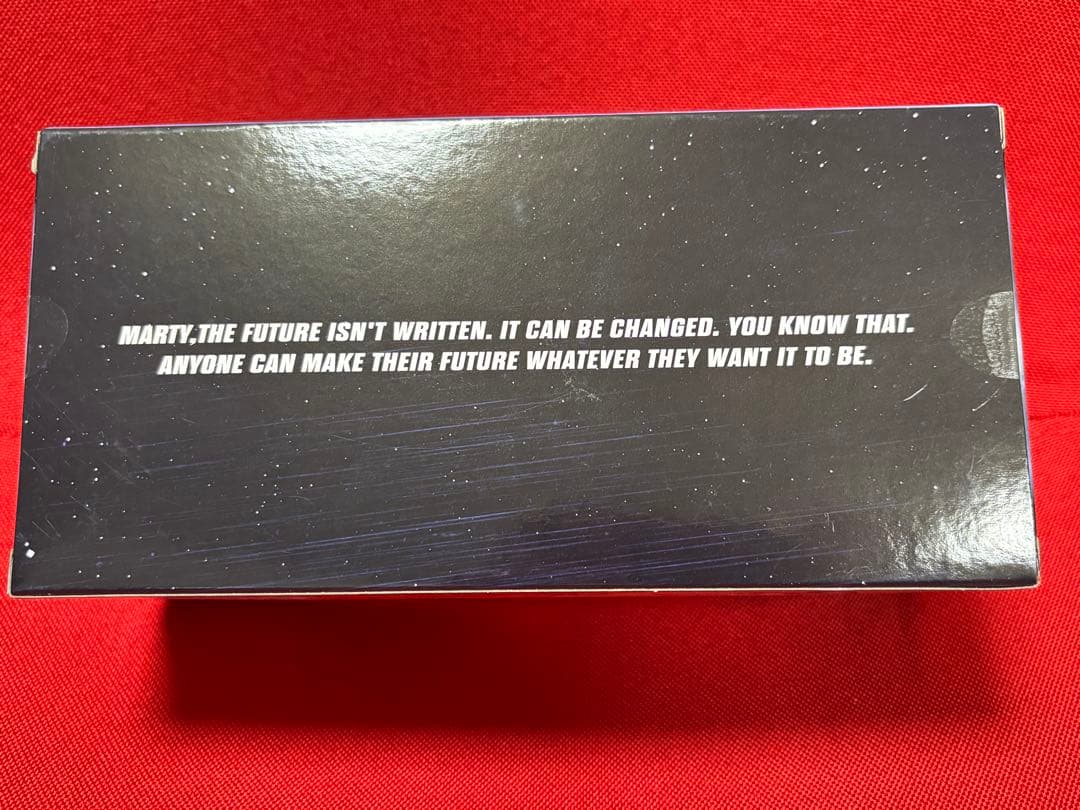 MARTY,THE FUTURE ISN'T WRITTEN. IT CAN BE CHANGED. YOU KNOW THAT.
ANYONE CAN MAKE THEIR FUTURE WHATEVER THEY WANT IT TO BE.